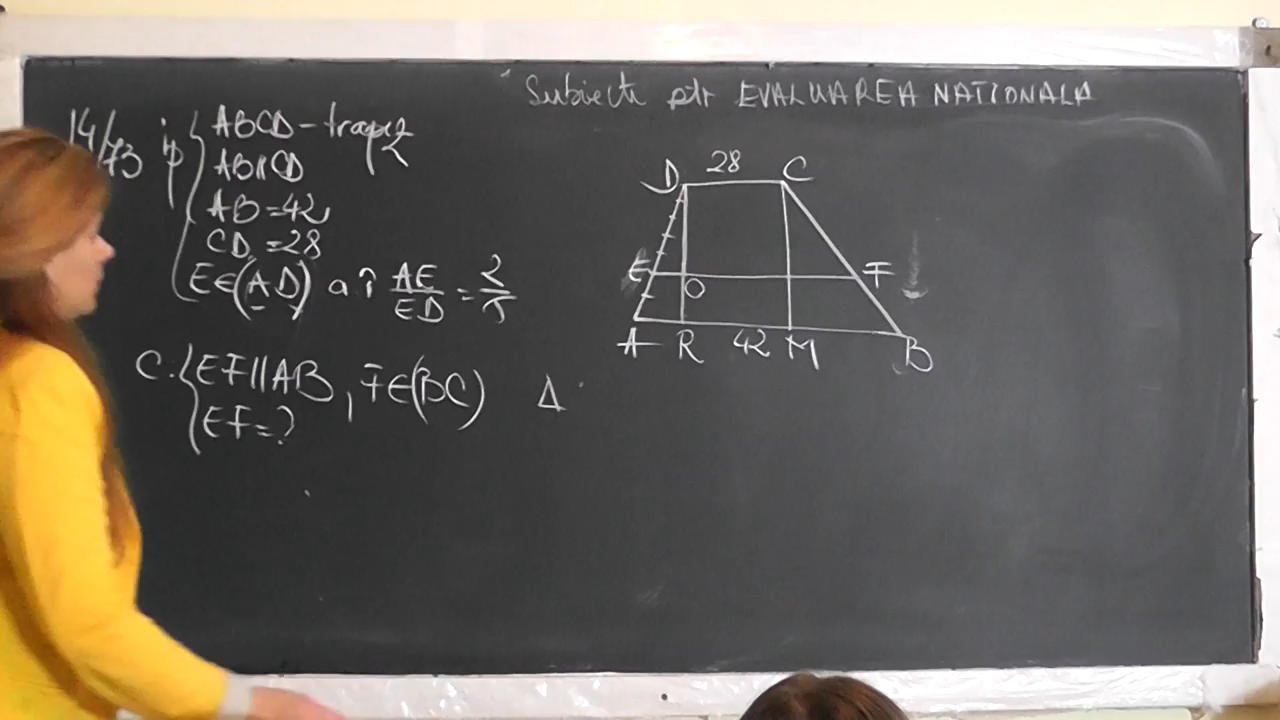 Subiecte ptr EVALUAREA NATIONALA
14/73 ip { ABCD - trapez
AB || CD
AB = 42
CD = 28
E ∈ (AD) a î AE/ED = 2/5
C. { EF || AB, F ∈ (BC) Δ
EF = ?
D 28 C
E O F
A R 42 M B